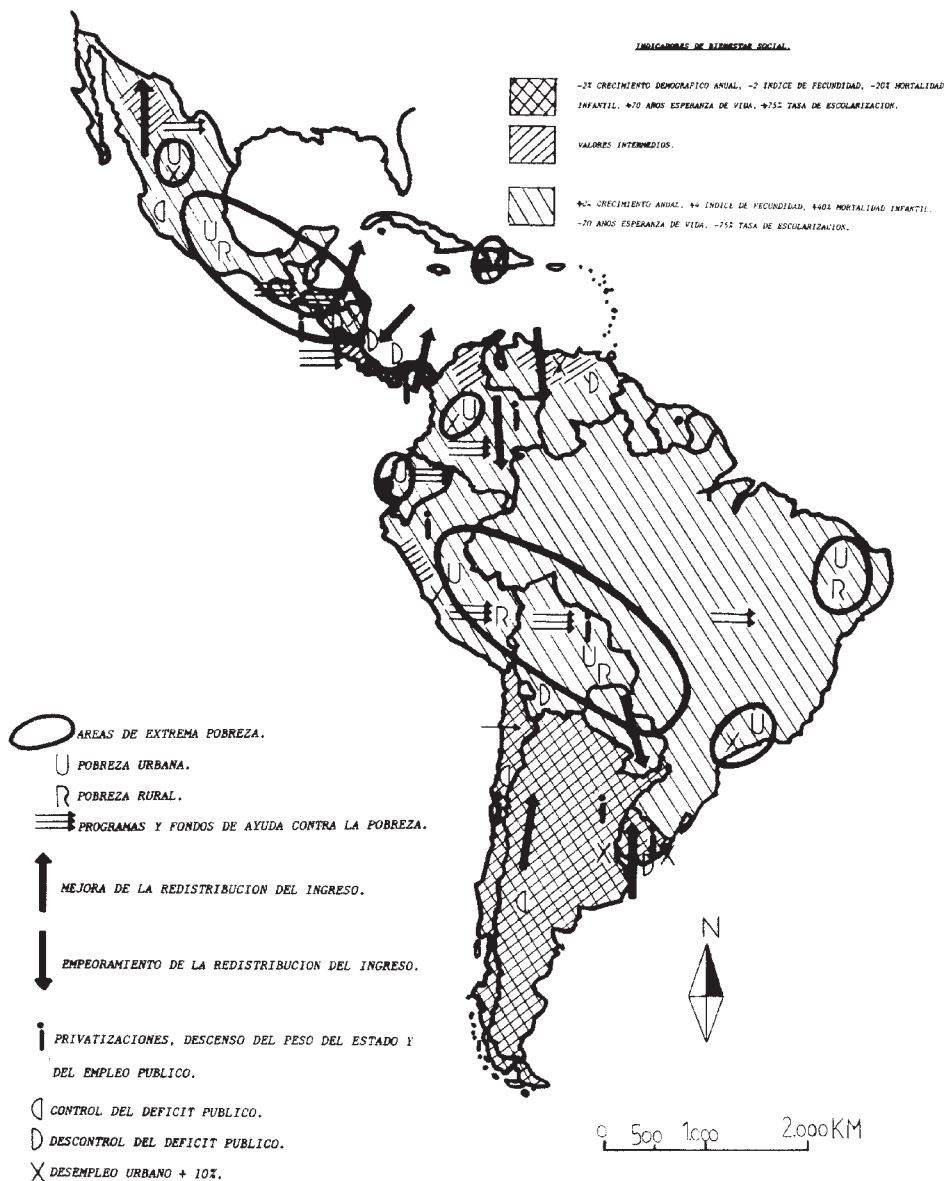 INDICADORES DE BIENESTAR SOCIAL.
-2% CRECIMIENTO DEMOGRAFICO ANUAL, -2 INDICE DE FECUNDIDAD, -20% MORTALIDAD
INFANTIL, +70 AÑOS ESPERANZA DE VIDA, +75% TASA DE ESCOLARIZACION.
VALORES INTERMEDIOS.
CRECIMIENTO ANUAL, +4 INDICE DE FECUNDIDAD, +40% MORTALIDAD INFANTIL,
-70 AÑOS ESPERANZA DE VIDA, -75% TASA DE ESCOLARIZACION.
U
X
U
R
X
X
D
D
X
D
U
X
U
U
R
U
R
U
R
D
X
U
X
D
X
AREAS DE EXTREMA POBREZA.
U POBREZA URBANA.
R POBREZA RURAL.
PROGRAMAS Y FONDOS DE AYUDA CONTRA LA POBREZA.
MEJORA DE LA REDISTRIBUCION DEL INGRESO.
EMPEORAMIENTO DE LA REDISTRIBUCION DEL INGRESO.
i PRIVATIZACIONES, DESCENSO DEL PESO DEL ESTADO Y
DEL EMPLEO PUBLICO.
CONTROL DEL DEFICIT PUBLICO.
D DESCONTROL DEL DEFICIT PUBLICO.
X DESEMPLEO URBANO + 10%.
N
0 500 1.000 2.000 KM